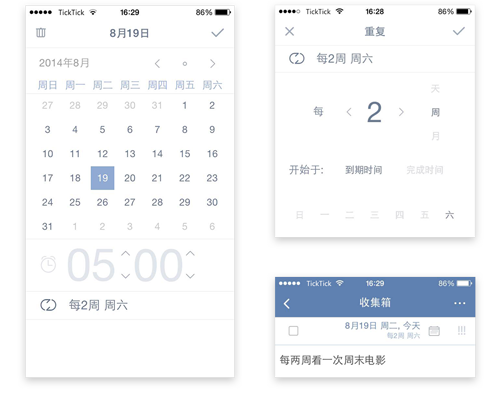 TickTick 16:29 86%
8月19日
2014年8月
周日 周一 周二 周三 周四 周五 周六
27 28 29 30 31 1 2
3 4 5 6 7 8 9
10 11 12 13 14 15 16
17 18 19 20 21 22 23
24 25 26 27 28 29 30
31 1 2 3 4 5 6
05 00
每2周 周六
TickTick 16:28 86%
重复
每2周 周六
天
每 2 周
月
开始于: 到期时间 完成时间
日 一 二 三 四 五 六
TickTick 16:29 86%
收集箱
8月19日 周二, 今天
每2周 周六
每两周看一次周末电影